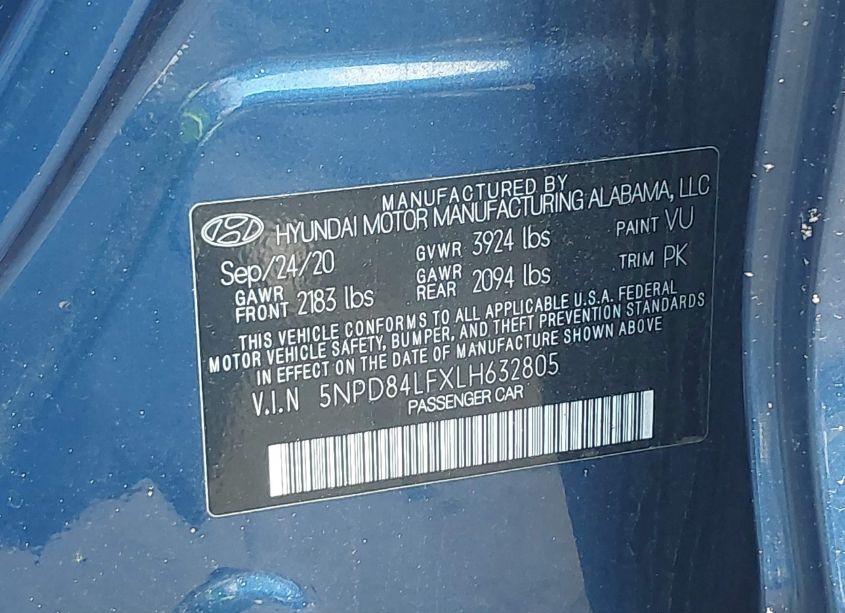 MANUFACTURED BY
HYUNDAI MOTOR MANUFACTURING ALABAMA, LLC
Sep/24/20 GVWR 3924 lbs PAINT VU
GAWR FRONT 2183 lbs GAWR REAR 2094 lbs TRIM PK
THIS VEHICLE CONFORMS TO ALL APPLICABLE U.S.A. FEDERAL
MOTOR VEHICLE SAFETY, BUMPER, AND THEFT PREVENTION STANDARDS
IN EFFECT ON THE DATE OF MANUFACTURE SHOWN ABOVE
V.I.N 5NPD84LFXLH632805
PASSENGER CAR